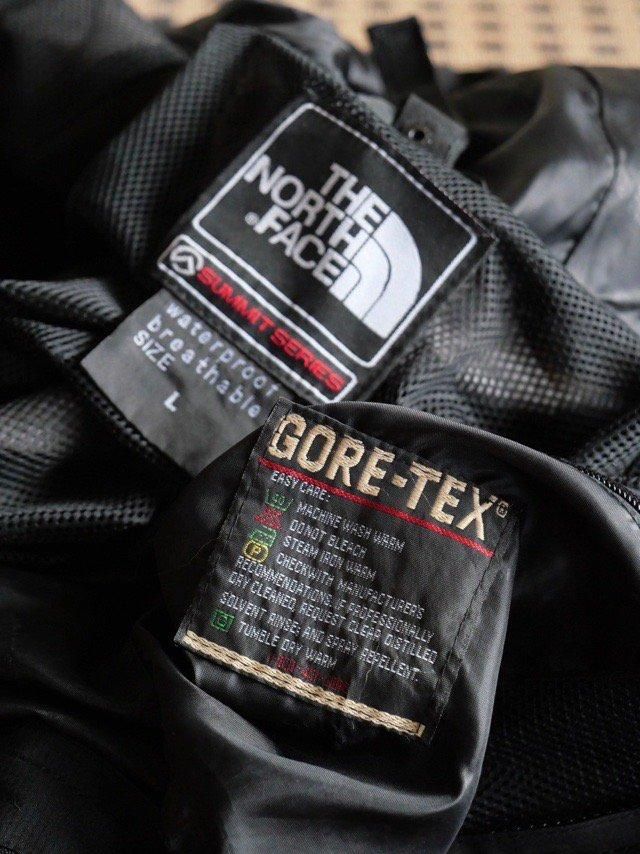 THE
NORTH
FACE
®
SUMMIT SERIES
waterproof
breathable
SIZE L
GORE-TEX®
EASY CARE:
MACHINE WASH WARM
DO NOT BLEACH
STEAM IRON WARM
CHECK WITH MANUFACTURER'S
RECOMMENDATIONS. IF PROFESSIONALLY
DRY CLEANED, REQUEST CLEAR DISTILLED
SOLVENT RINSE; AND SPRAY REPELLENT.
TUMBLE DRY WARM